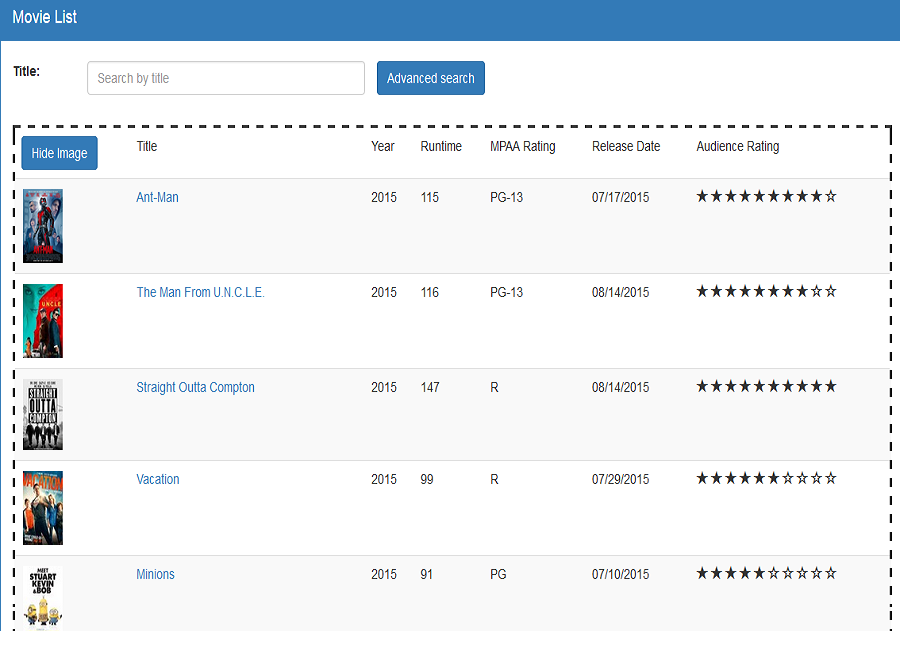 Movie List
Title: Search by title Advanced search
Hide Image Title Year Runtime MPAA Rating Release Date Audience Rating
Ant-Man 2015 115 PG-13 07/17/2015 ★★★★★★★★★☆
The Man From U.N.C.L.E. 2015 116 PG-13 08/14/2015 ★★★★★★★★☆☆
UNCLE
Straight Outta Compton 2015 147 R 08/14/2015 ★★★★★★★★★★
STRAIGHT
OUTTA
COMPTON
Vacation 2015 99 R 07/29/2015 ★★★★★★☆☆☆☆
VACATION
Minions 2015 91 PG 07/10/2015 ★★★★★☆☆☆☆☆
MEET
STUART
KEVIN
&BOB